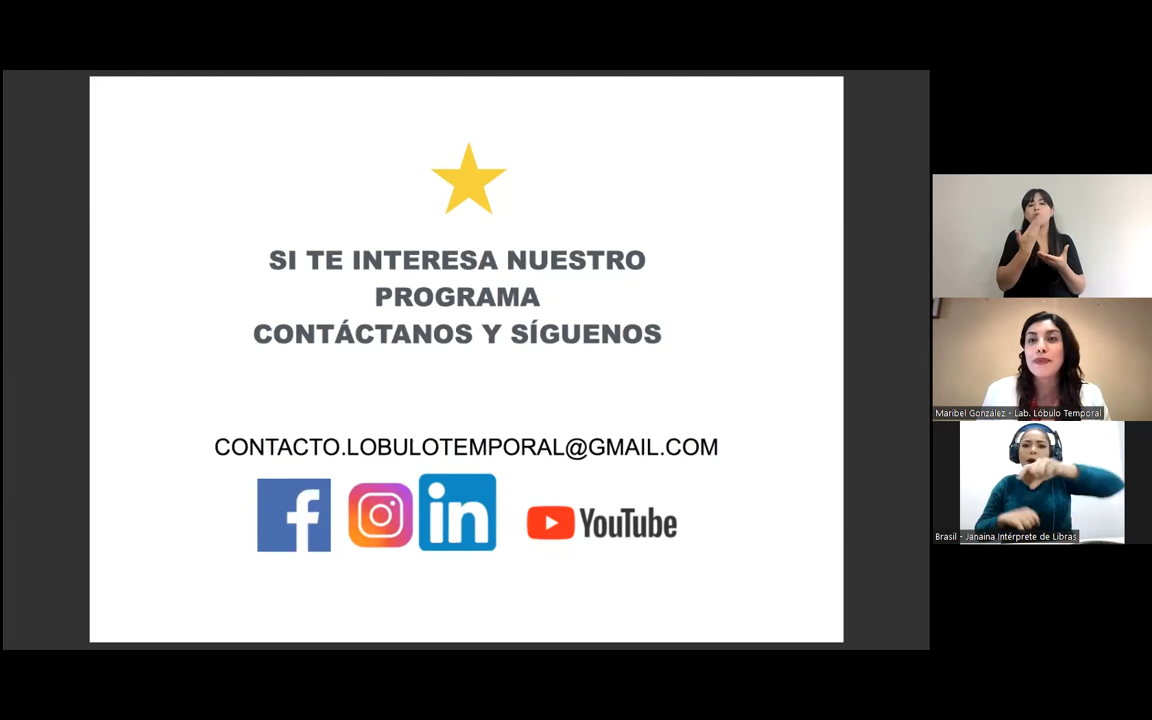 SI TE INTERESA NUESTRO
PROGRAMA
CONTÁCTANOS Y SÍGUENOS
CONTACTO.LOBULOTEMPORAL@GMAIL.COM
f
in
YouTube
Maribel González - Lab. Lóbulo Temporal
Brasil - Janaina Intérprete de Libras